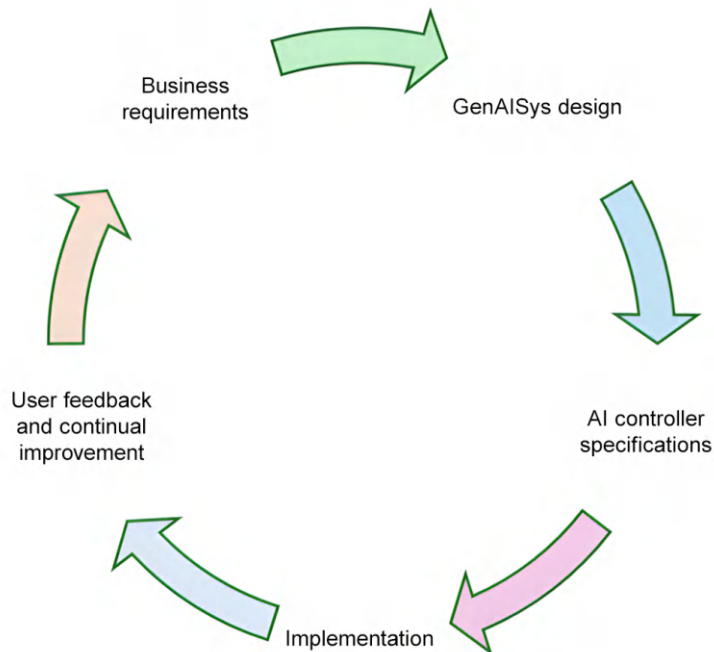 Business
requirements
GenAISys design
AI controller
specifications
Implementation
User feedback
and continual
improvement